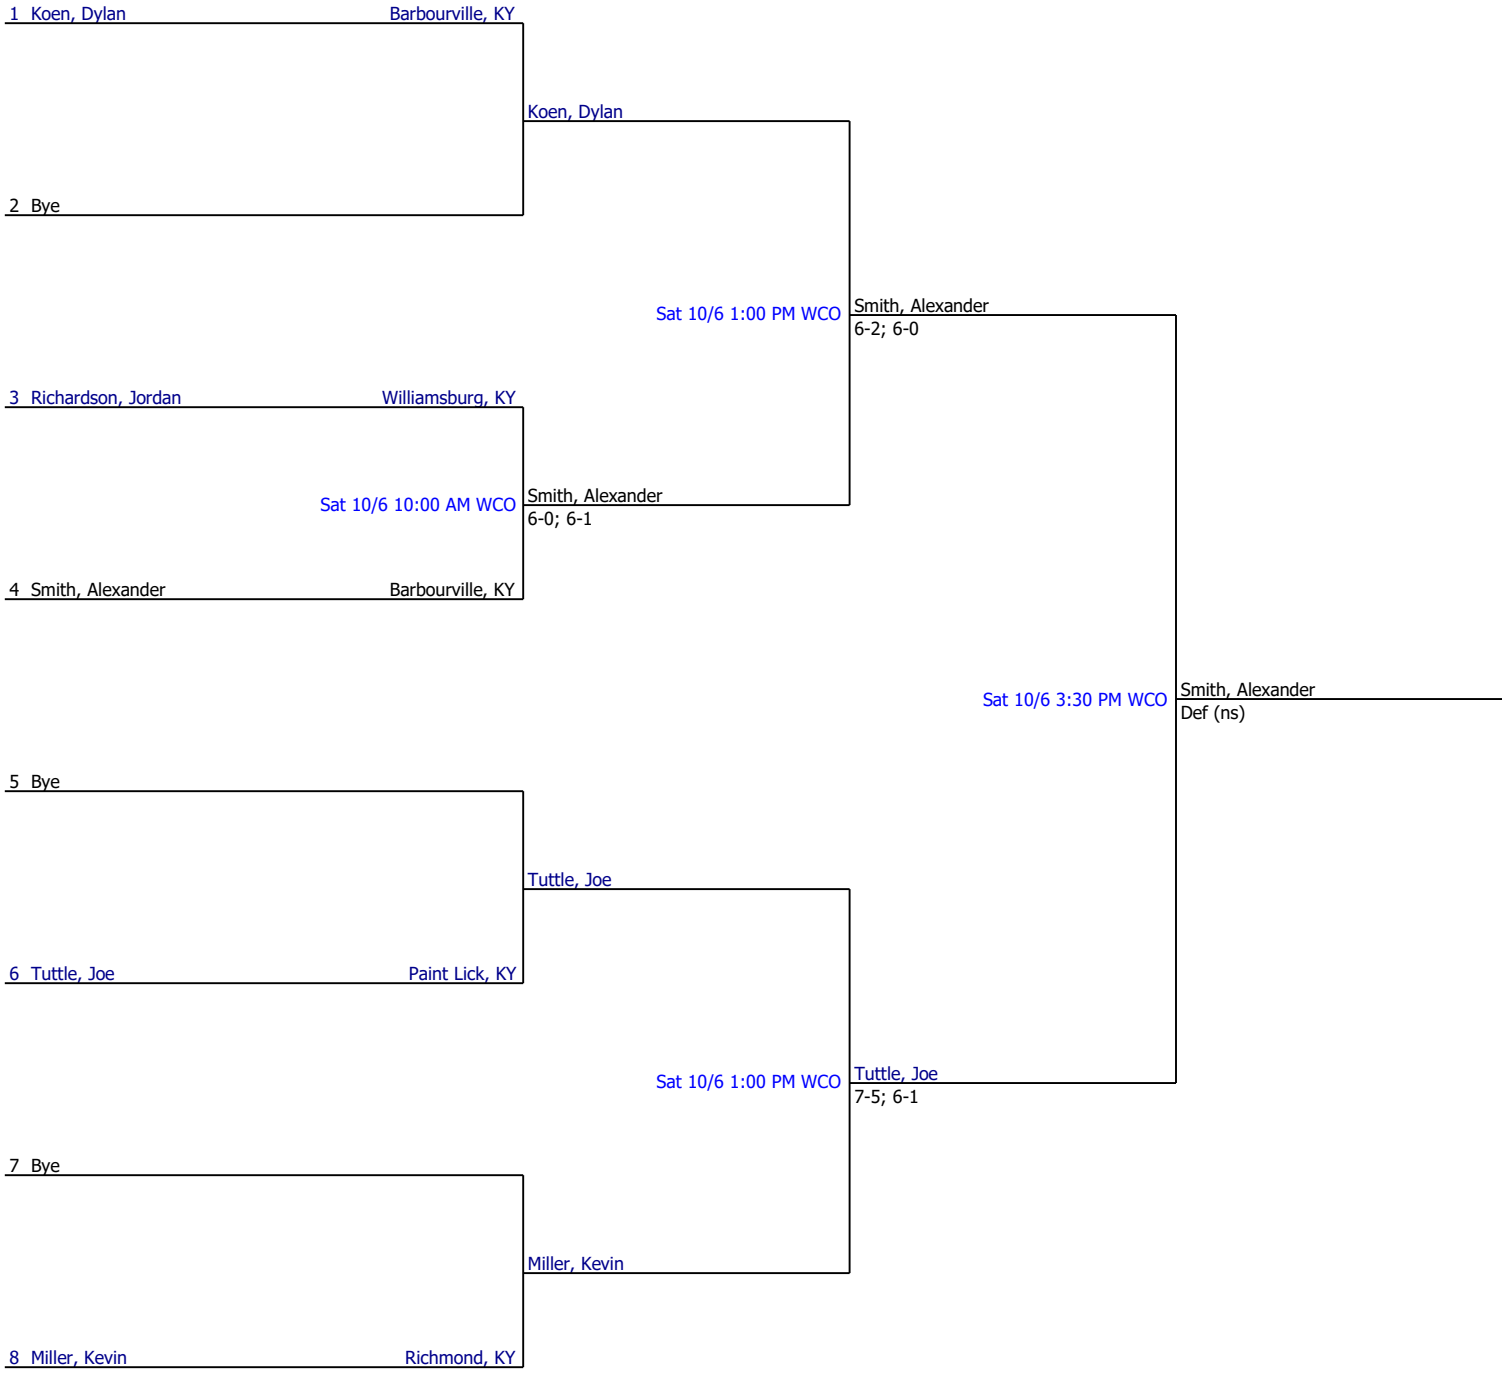 1 Koen, Dylan Barbourville, KY
Koen, Dylan
2 Bye
Sat 10/6 1:00 PM WCO
Smith, Alexander
6-2; 6-0
3 Richardson, Jordan Williamsburg, KY
Sat 10/6 10:00 AM WCO
Smith, Alexander
6-0; 6-1
4 Smith, Alexander Barbourville, KY
Sat 10/6 3:30 PM WCO
Smith, Alexander
Def (ns)
5 Bye
Tuttle, Joe
6 Tuttle, Joe Paint Lick, KY
Sat 10/6 1:00 PM WCO
Tuttle, Joe
7-5; 6-1
7 Bye
Miller, Kevin
8 Miller, Kevin Richmond, KY